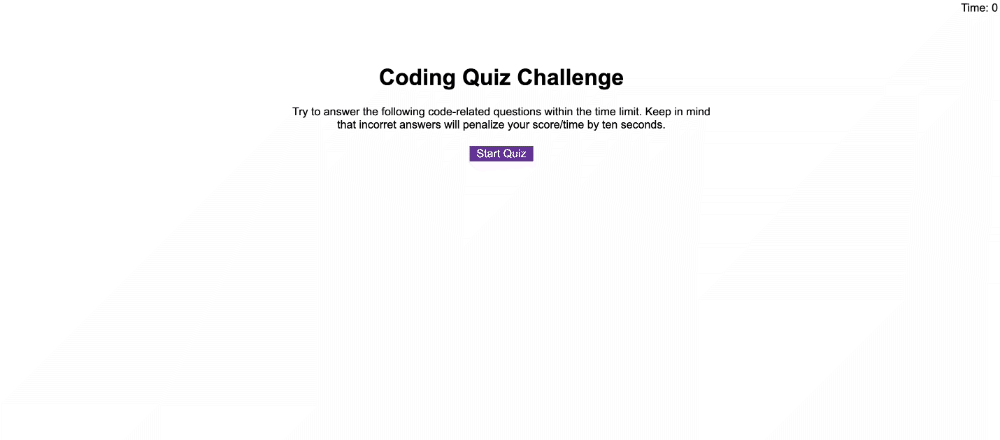 Time: 0
Coding Quiz Challenge
Try to answer the following code-related questions within the time limit. Keep in mind
that incorret answers will penalize your score/time by ten seconds.
Start Quiz